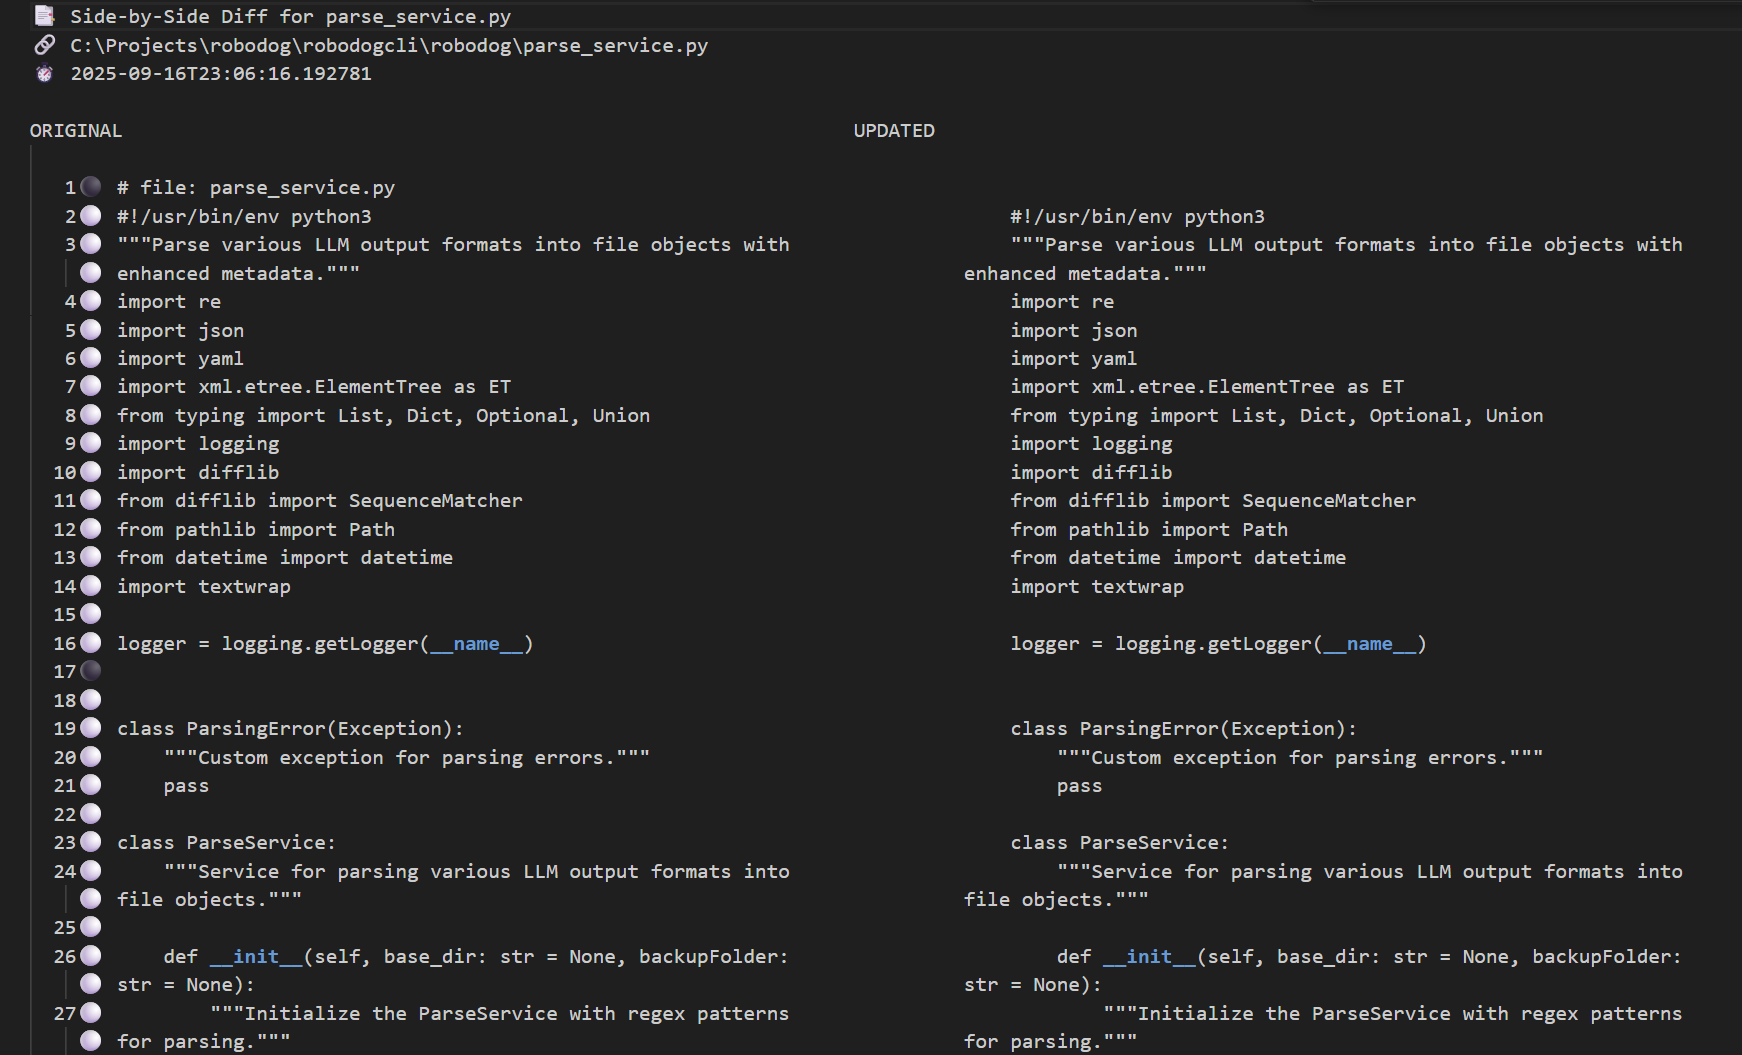 Side-by-Side Diff for parse_service.py
C:\Projects\robodog\robodogcli\robodog\parse_service.py
2025-09-16T23:06:16.192781
ORIGINAL UPDATED
1 # file: parse_service.py
2 #!/usr/bin/env python3 #!/usr/bin/env python3
3 """Parse various LLM output formats into file objects with """Parse various LLM output formats into file objects with
enhanced metadata.""" enhanced metadata."""
4 import re import re
5 import json import json
6 import yaml import yaml
7 import xml.etree.ElementTree as ET import xml.etree.ElementTree as ET
8 from typing import List, Dict, Optional, Union from typing import List, Dict, Optional, Union
9 import logging import logging
10 import difflib import difflib
11 from difflib import SequenceMatcher from difflib import SequenceMatcher
12 from pathlib import Path from pathlib import Path
13 from datetime import datetime from datetime import datetime
14 import textwrap import textwrap
15
16 logger = logging.getLogger(__name__) logger = logging.getLogger(__name__)
17
18
19 class ParsingError(Exception): class ParsingError(Exception):
20 """Custom exception for parsing errors.""" """Custom exception for parsing errors."""
21 pass pass
22
23 class ParseService: class ParseService:
24 """Service for parsing various LLM output formats into """Service for parsing various LLM output formats into
file objects.""" file objects."""
25
26 def __init__(self, base_dir: str = None, backupFolder: def __init__(self, base_dir: str = None, backupFolder:
str = None): str = None):
27 """Initialize the ParseService with regex patterns """Initialize the ParseService with regex patterns
for parsing.""" for parsing."""